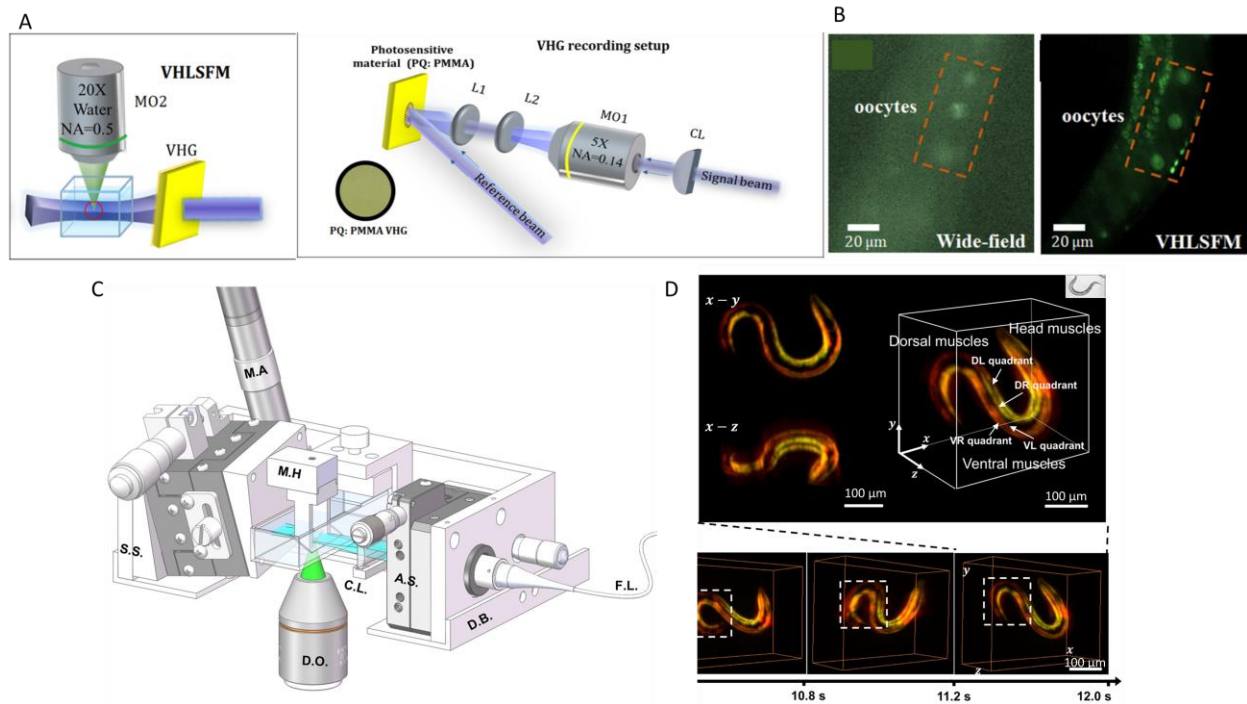 A
VHLSFM
20X
Water
NA=0.5
MO2
VHG
VHG recording setup
Photosensitive
material (PQ: PMMA)
L1
L2
MO1
5X
NA=0.14
CL
Signal beam
Reference beam
PQ: PMMA VHG
B
oocytes
20 μm
Wide-field
oocytes
20 μm
VHLSFM
C
M.A
M.H
S.S.
C.L.
A.S.
F.L.
D.B.
D.O.
D
x – y
x – z
100 μm
Head muscles
Dorsal muscles
DL quadrant
DR quadrant
VR quadrant
VL quadrant
Ventral muscles
y
x
z
100 μm
y
x
z
100 μm
10.8 s
11.2 s
12.0 s